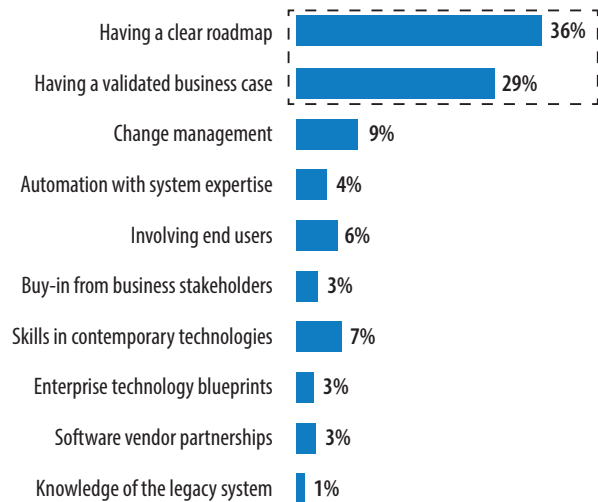 Having a clear roadmap 36%
Having a validated business case 29%
Change management 9%
Automation with system expertise 4%
Involving end users 6%
Buy-in from business stakeholders 3%
Skills in contemporary technologies 7%
Enterprise technology blueprints 3%
Software vendor partnerships 3%
Knowledge of the legacy system 1%